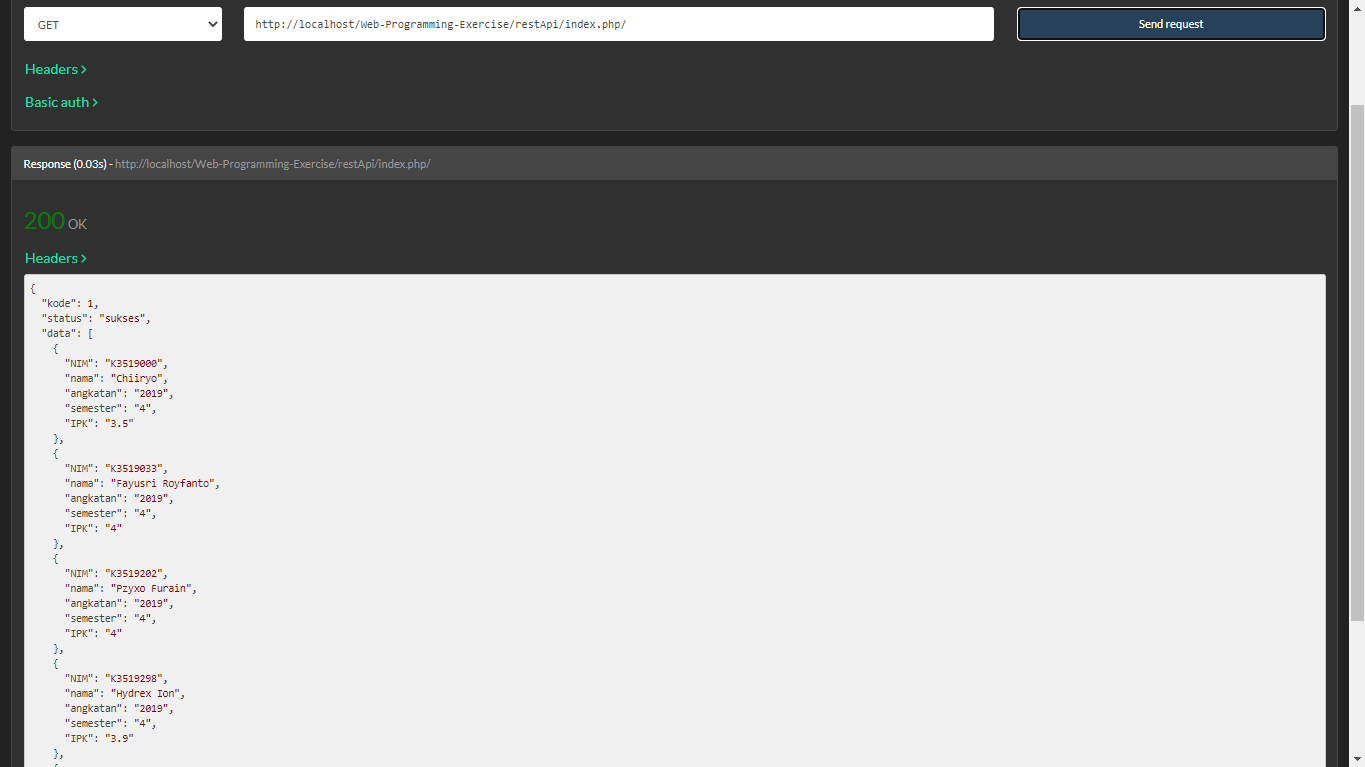 GET
http://localhost/Web-Programming-Exercise/restApi/index.php/
Send request
Headers >
Basic auth >
Response (0.03s) - http://localhost/Web-Programming-Exercise/restApi/index.php/
200 OK
Headers >
{
"kode": 1,
"status": "sukses",
"data": [
{
"NIM": "K3519000",
"nama": "Chiiryo",
"angkatan": "2019",
"semester": "4",
"IPK": "3.5"
},
{
"NIM": "K3519033",
"nama": "Fayusri Royfanto",
"angkatan": "2019",
"semester": "4",
"IPK": "4"
},
{
"NIM": "K3519202",
"nama": "Pzyxo Furain",
"angkatan": "2019",
"semester": "4",
"IPK": "4"
},
{
"NIM": "K3519298",
"nama": "Hydrex Ion",
"angkatan": "2019",
"semester": "4",
"IPK": "3.9"
},
{